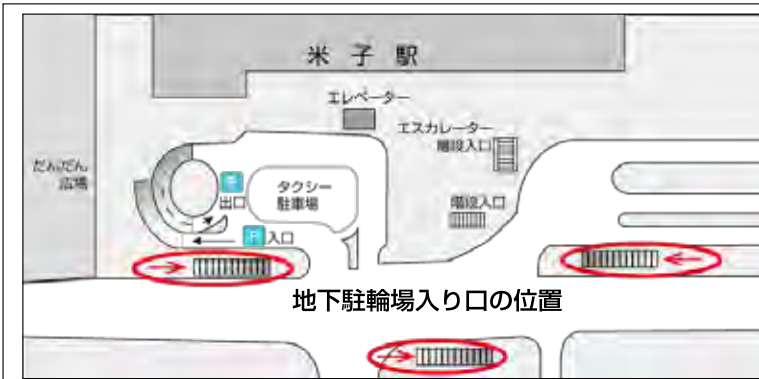 米子駅
エレベーター
エスカレーター
階段入口
だんだん
広場
P
出口
タクシー
駐車場
階段入口
P
入口
地下駐輪場入り口の位置